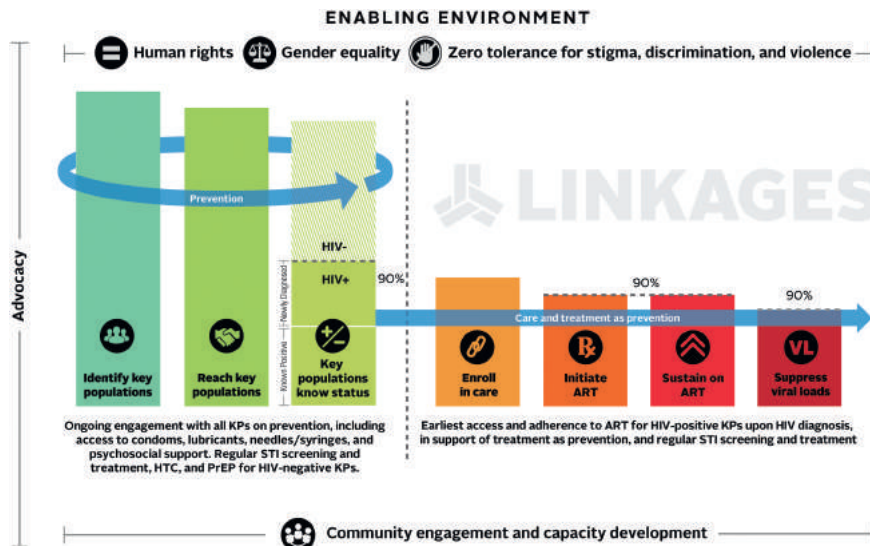 ENABLING ENVIRONMENT
Human rights
Gender equality
Zero tolerance for stigma, discrimination, and violence
Advocacy
Prevention
LINKAGES
HIV-
HIV+
90%
Newly Diagnosed
Known Positive
90%
90%
Care and treatment as prevention
+ -
Rx
VL
Identify key
populations
Reach key
populations
Key
populations
know status
Enroll
in care
Initiate
ART
Sustain on
ART
Suppress
viral loads
Ongoing engagement with all KPs on prevention, including
access to condoms, lubricants, needles/syringes, and
psychosocial support. Regular STI screening and
treatment, HTC, and PrEP for HIV-negative KPs.
Earliest access and adherence to ART for HIV-positive KPs upon HIV diagnosis,
in support of treatment as prevention, and regular STI screening and treatment
Community engagement and capacity development